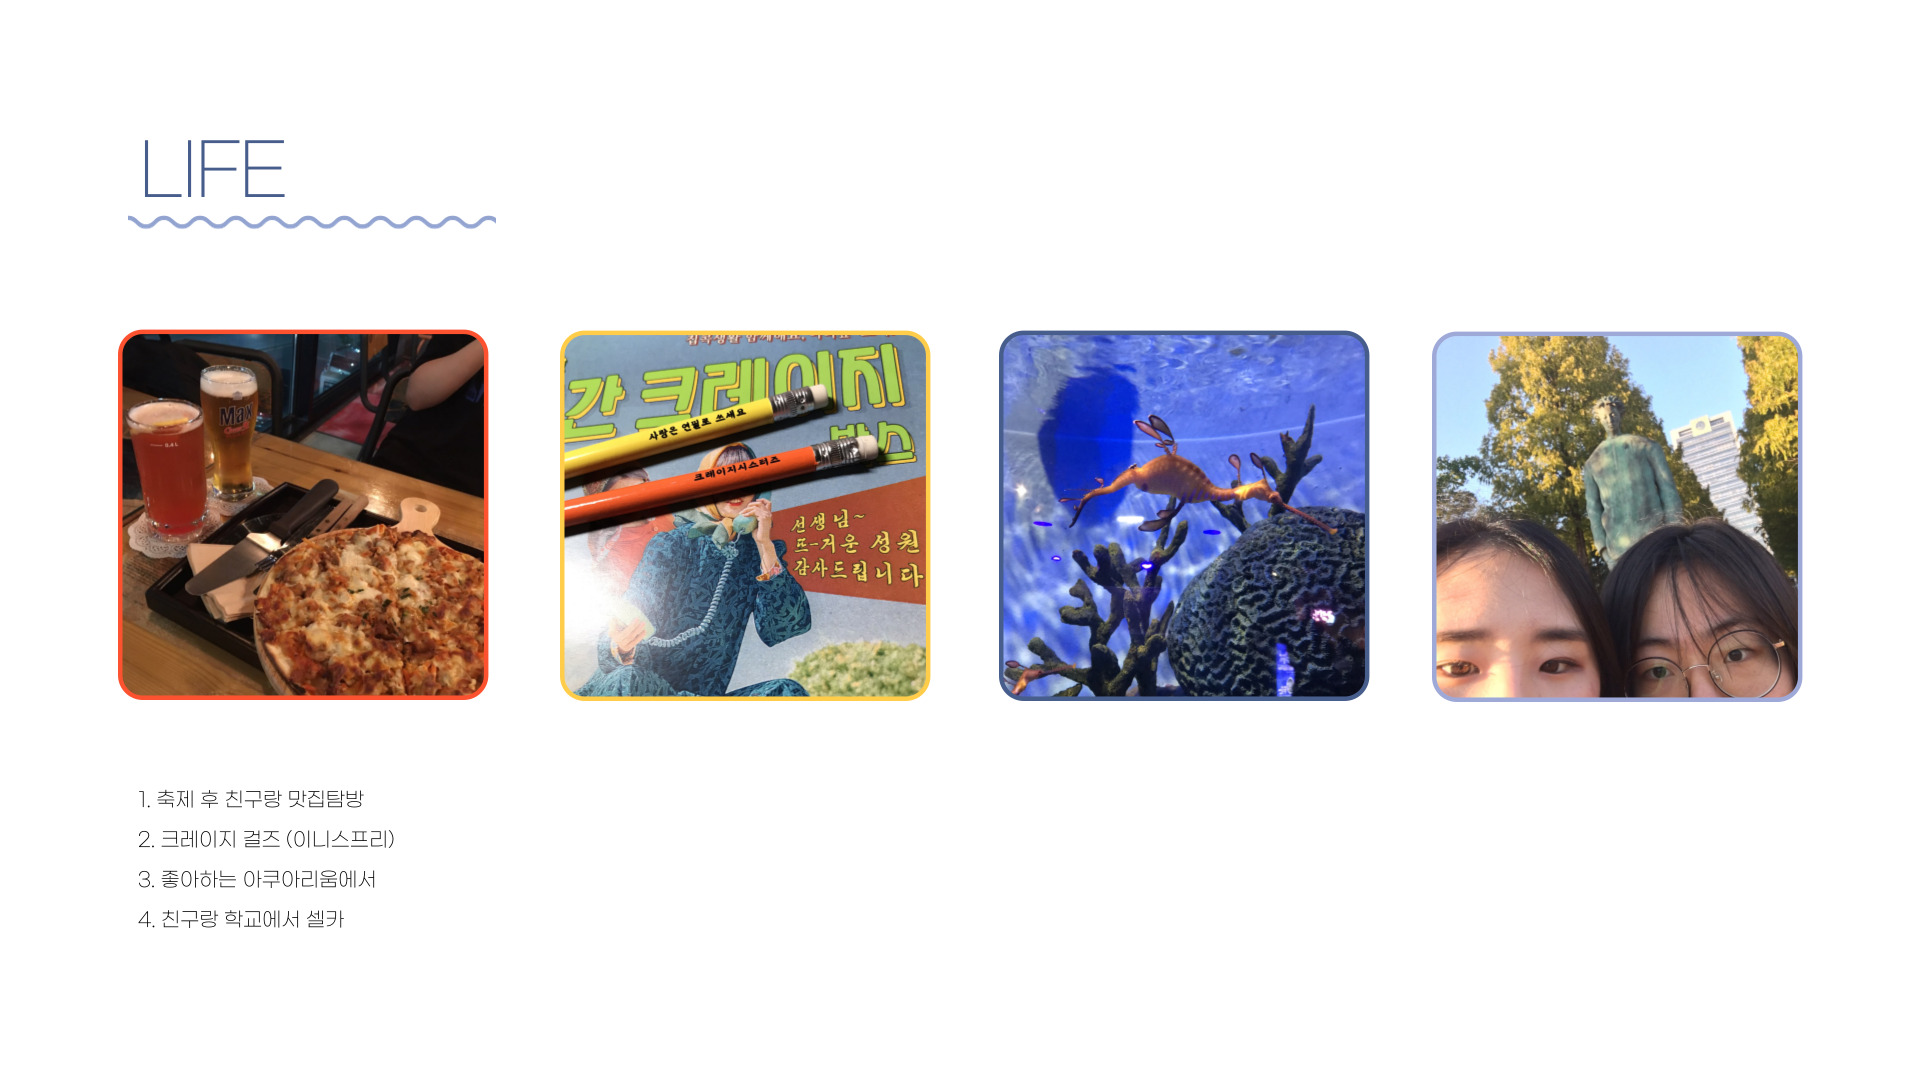 LIFE
Max
간 크레이지
박스
사랑은 연필로 쓰세요
크레이지시스터즈
선생님~
뜨-거운 성원
감사드립니다
1. 축제 후 친구랑 맛집탐방
2. 크레이지 걸즈 (이니스프리)
3. 좋아하는 아쿠아리움에서
4. 친구랑 학교에서 셀카